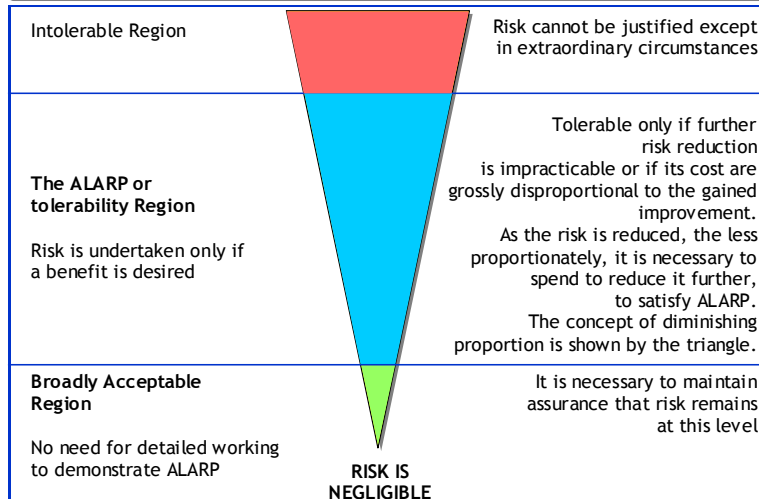 Intolerable Region
Risk cannot be justified except
in extraordinary circumstances
The ALARP or
tolerability Region
Risk is undertaken only if
a benefit is desired
Tolerable only if further
risk reduction
is impracticable or if its cost are
grossly disproportional to the gained
improvement.
As the risk is reduced, the less
proportionately, it is necessary to
spend to reduce it further,
to satisfy ALARP.
The concept of diminishing
proportion is shown by the triangle.
Broadly Acceptable
Region
No need for detailed working
to demonstrate ALARP
It is necessary to maintain
assurance that risk remains
at this level
RISK IS
NEGLIGIBLE